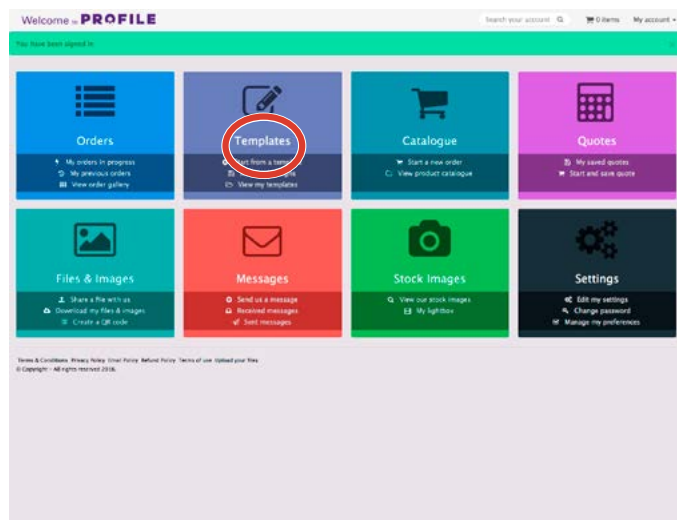 Welcome to PROFILE
Search your account
0 items
My account
You have been signed in
Orders
My orders in progress
My previous orders
View order gallery
Templates
Start from a
View my templates
Catalogue
Start a new order
View product catalogue
Quotes
My saved quotes
Start and save quote
Files & Images
Share a file with us
Download my files & images
Create a QR code
Messages
Send us a message
Received messages
Sent messages
Stock Images
View our stock images
My lightbox
Settings
Edit my settings
Change password
Manage my preferences
Terms & Conditions Privacy Policy Email Policy Refund Policy Terms of use Upload your files
© Copyright - All rights reserved 2016.